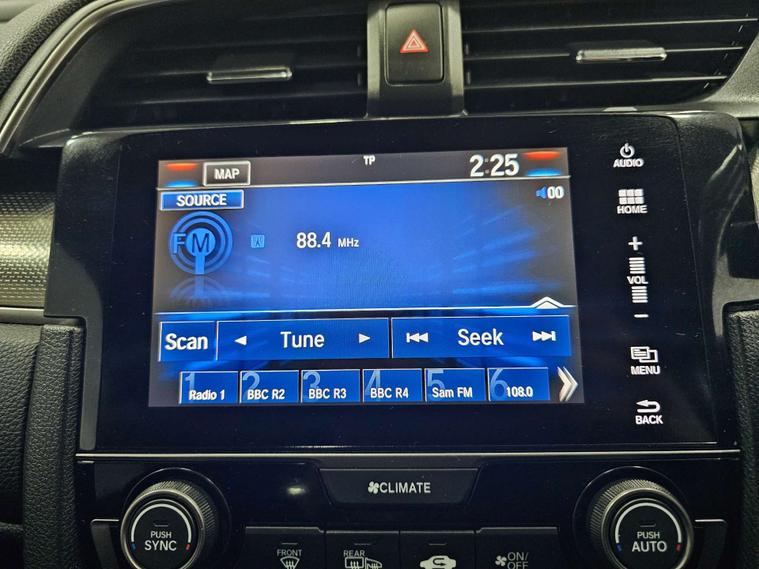 TP
MAP
2:25
AUDIO
SOURCE
00
HOME
FM
A
88.4 MHz
+
VOL
-
Scan
Tune
Seek
MENU
1 Radio 1
2 BBC R2
3 BBC R3
4 BBC R4
5 Sam FM
6 108.0
BACK
CLIMATE
PUSH
SYNC
FRONT
REAR
ON/
OFF
PUSH
AUTO